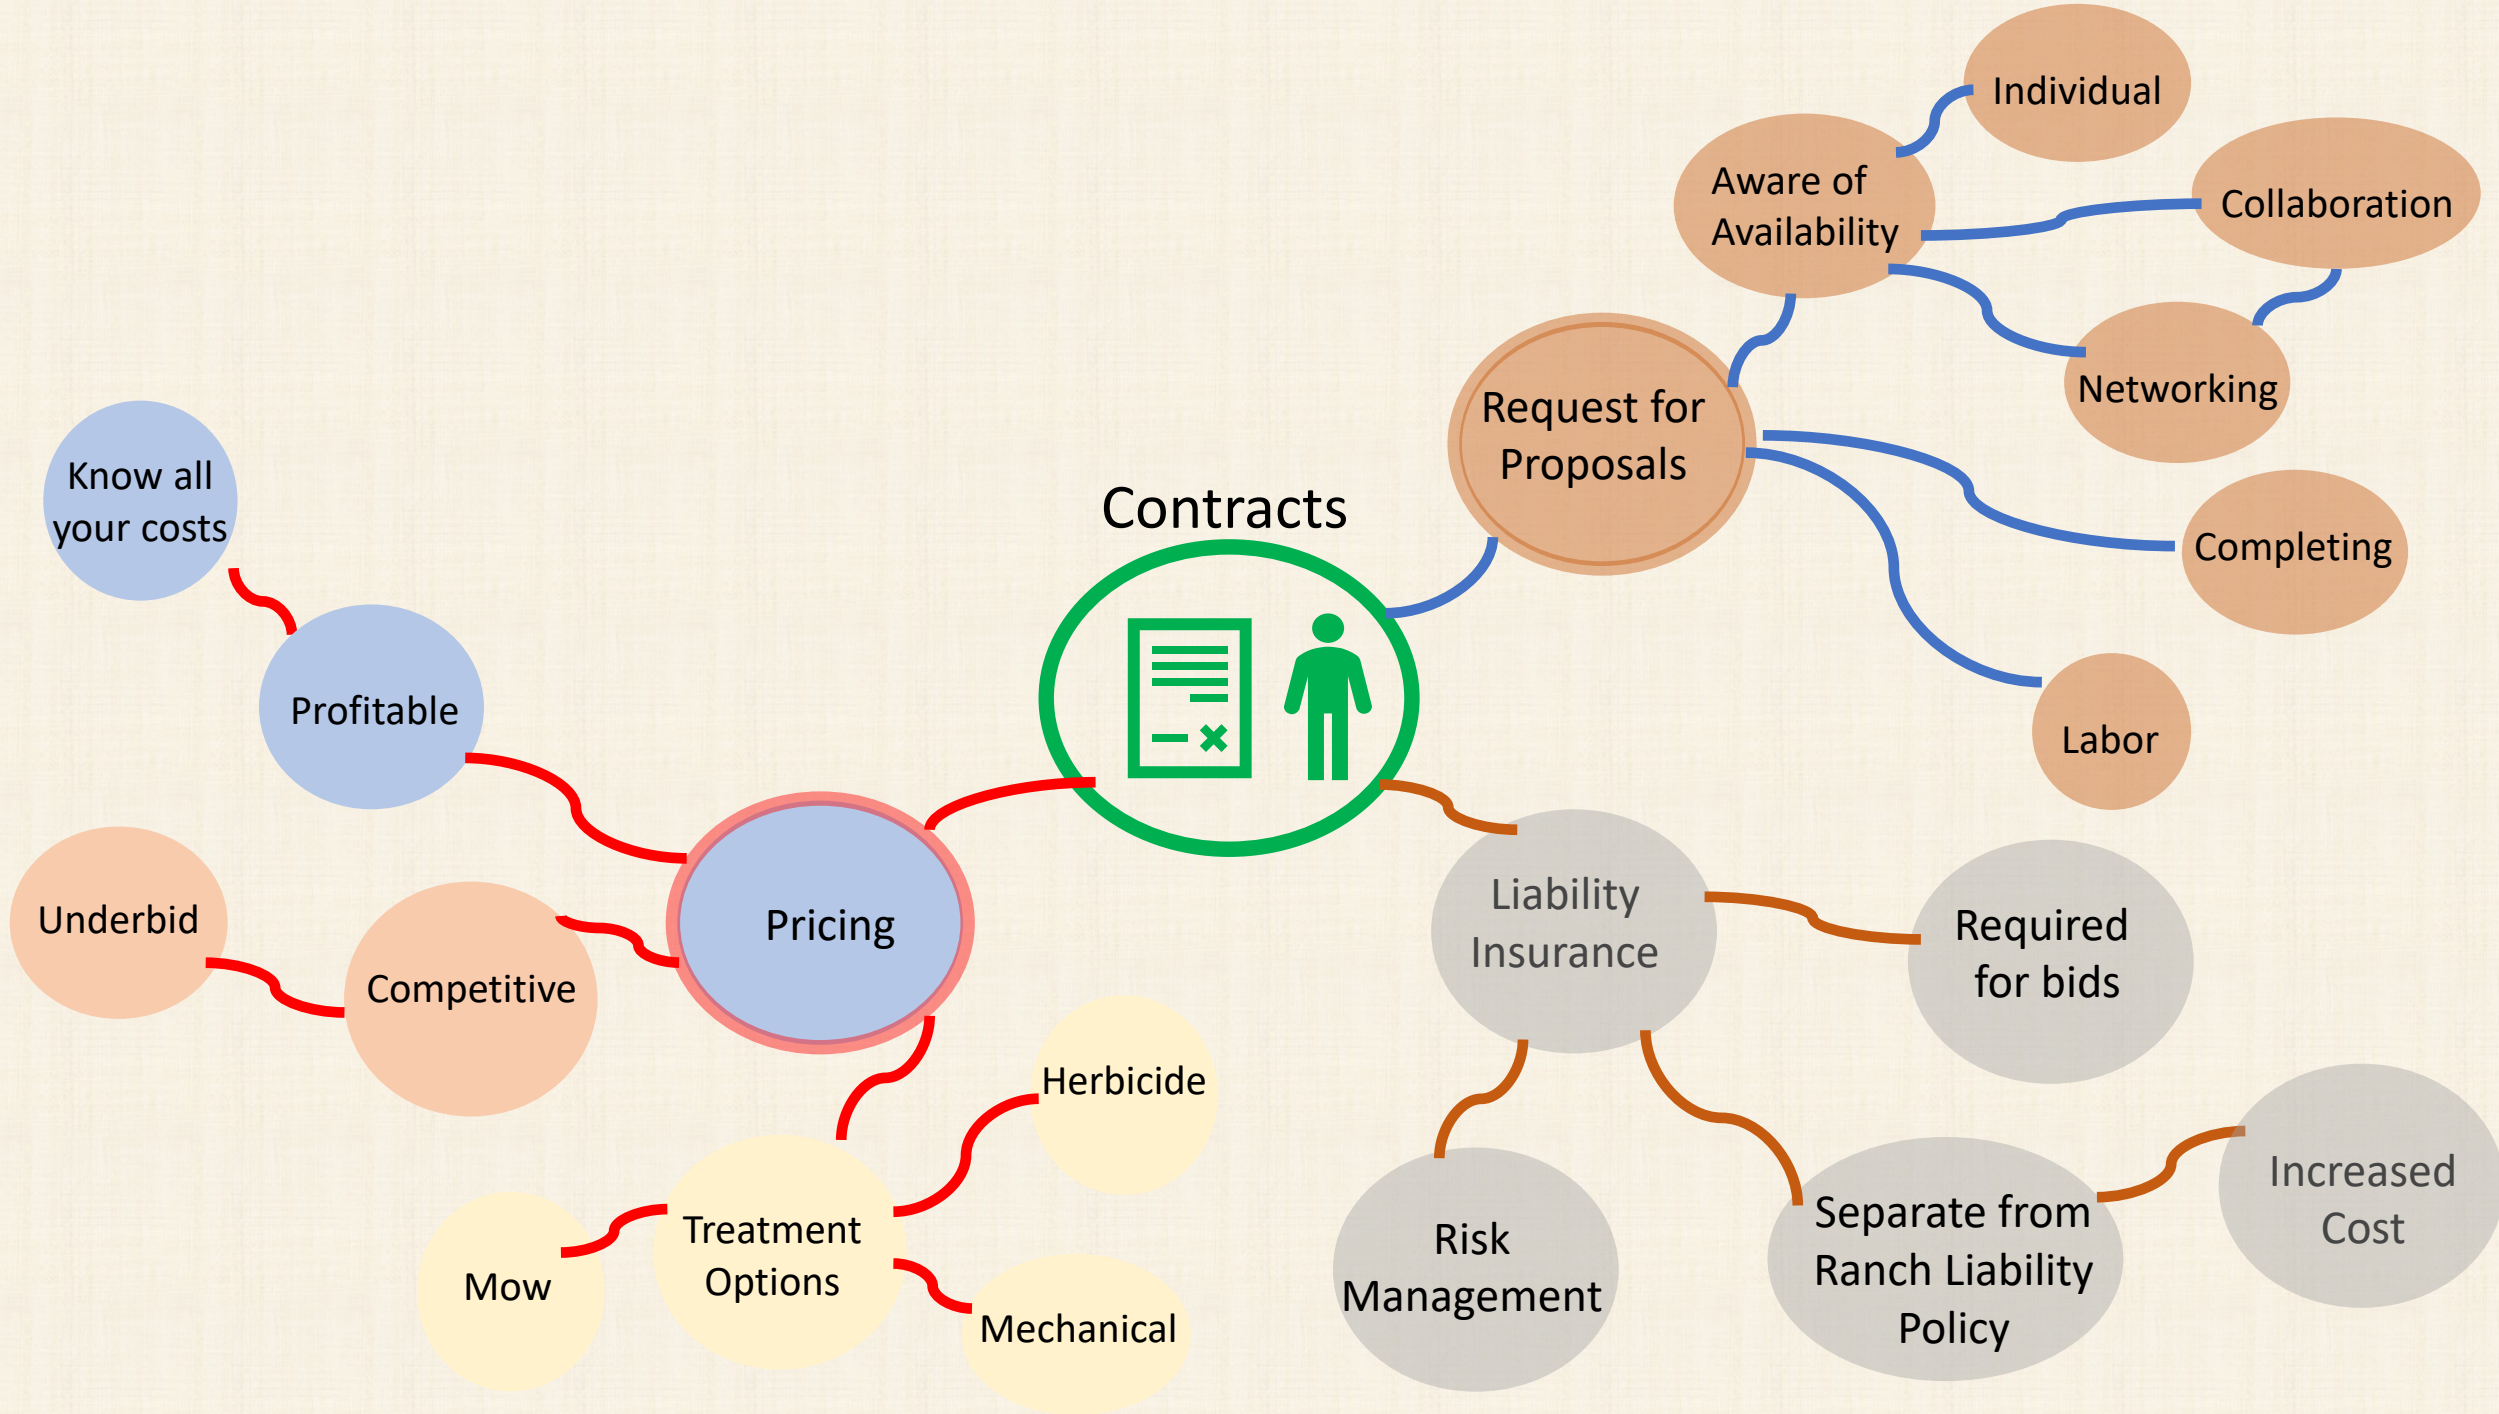 Contracts
Request for
Proposals
Aware of
Availability
Individual
Collaboration
Networking
Completing
Labor
Liability
Insurance
Required
for bids
Risk
Management
Separate from
Ranch Liability
Policy
Increased
Cost
Pricing
Profitable
Know all
your costs
Competitive
Underbid
Treatment
Options
Herbicide
Mechanical
Mow